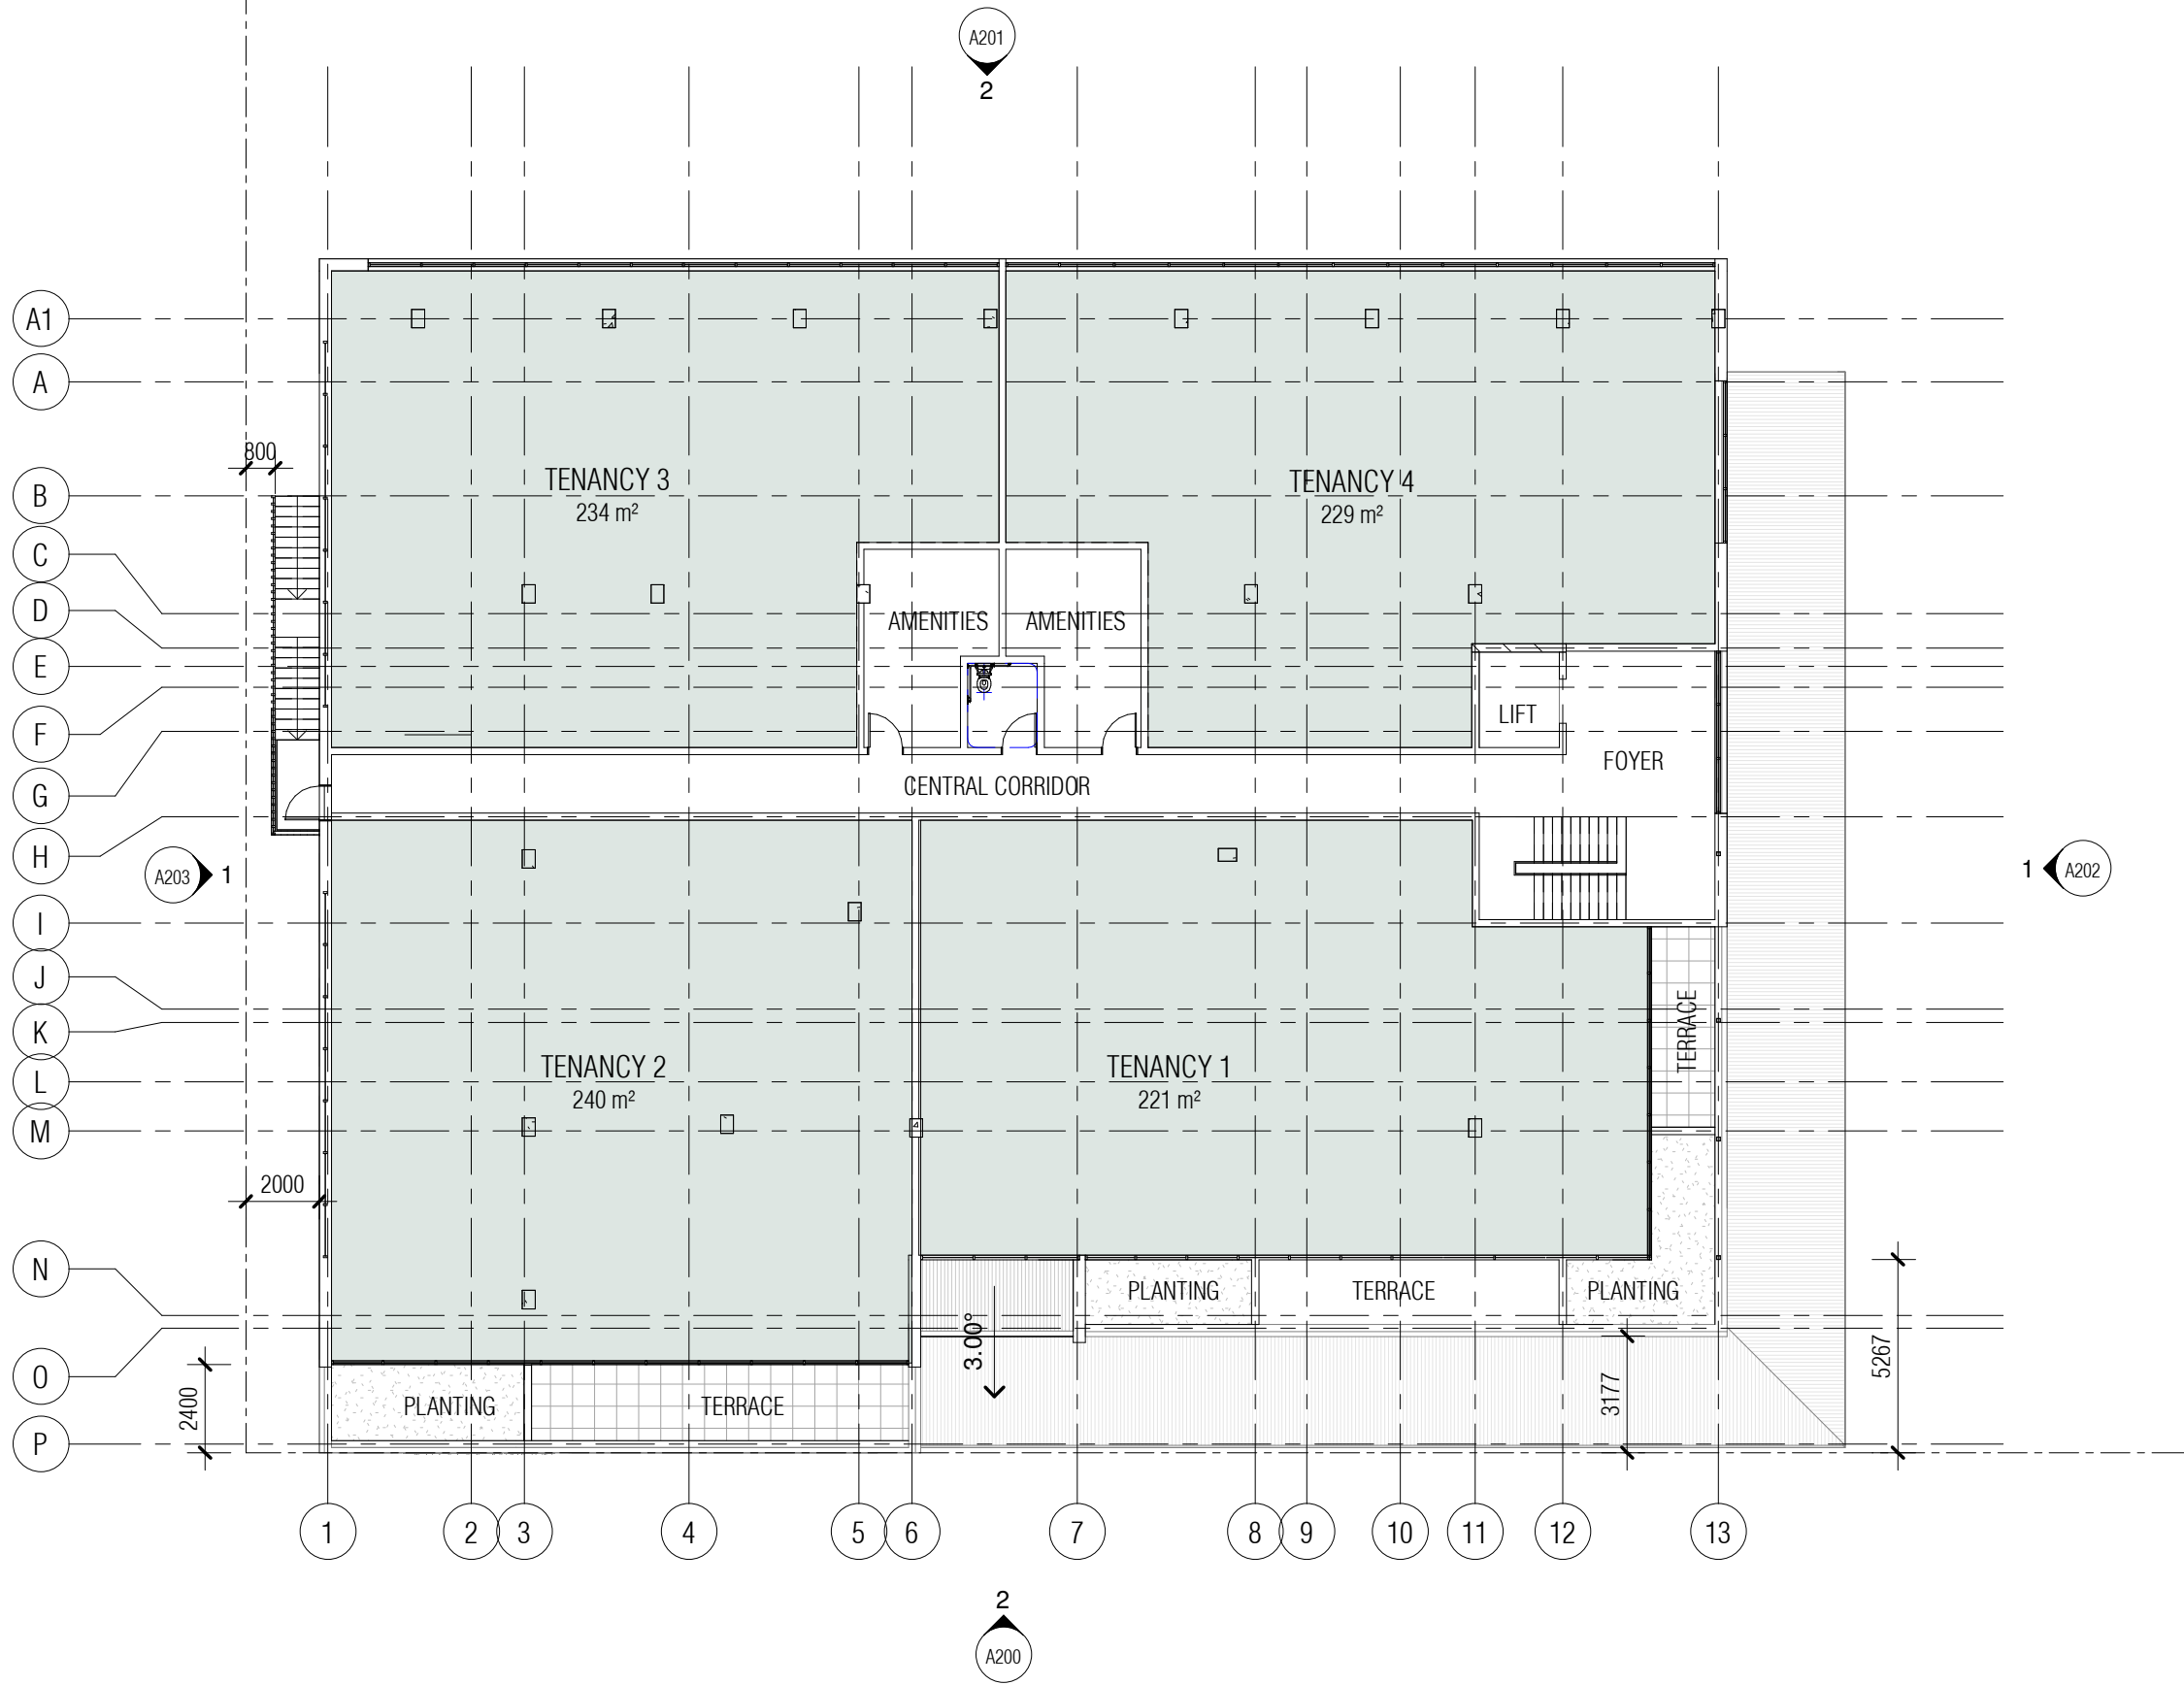 A201
2
A1
A
800
B
TENANCY 3
234 m²
TENANCY 4
229 m²
C
D
AMENITIES
AMENITIES
E
F
LIFT
FOYER
G
CENTRAL CORRIDOR
H
A203
1
1
A202
I
J
TERRACE
K
L
TENANCY 2
240 m²
TENANCY 1
221 m²
M
2000
N
PLANTING
TERRACE
PLANTING
3.00°
O
2400
PLANTING
TERRACE
3177
5267
P
1
2
3
4
5
6
7
8
9
10
11
12
13
2
A200